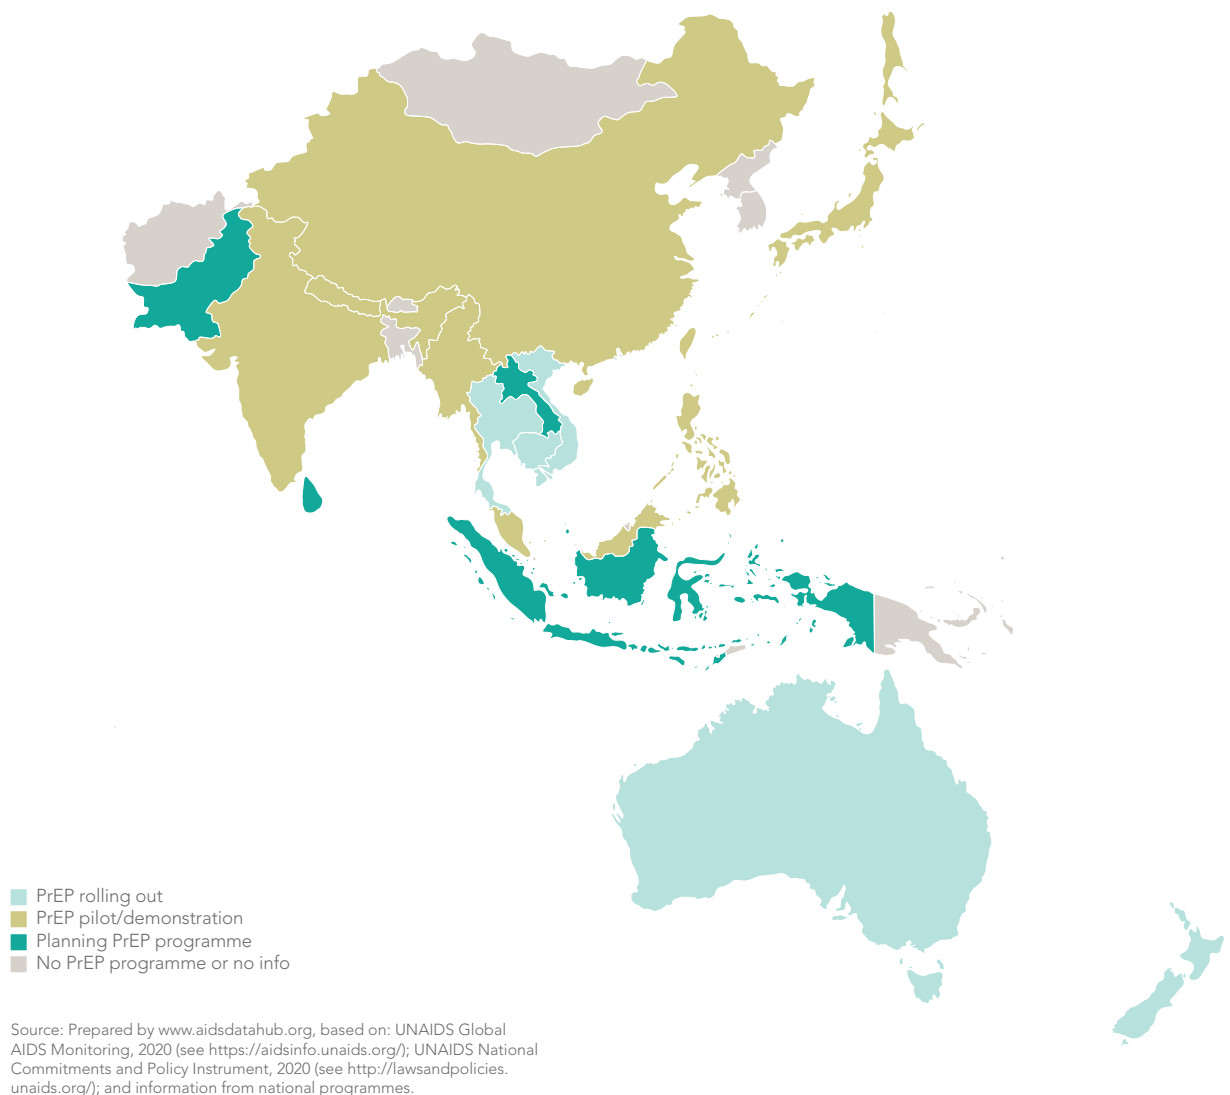 PrEP rolling out
PrEP pilot/demonstration
Planning PrEP programme
No PrEP programme or no info
Source: Prepared by www.aidsdatahub.org, based on: UNAIDS Global
AIDS Monitoring, 2020 (see https://aidsinfo.unaids.org/); UNAIDS National
Commitments and Policy Instrument, 2020 (see http://lawsandpolicies.
unaids.org/); and information from national programmes.